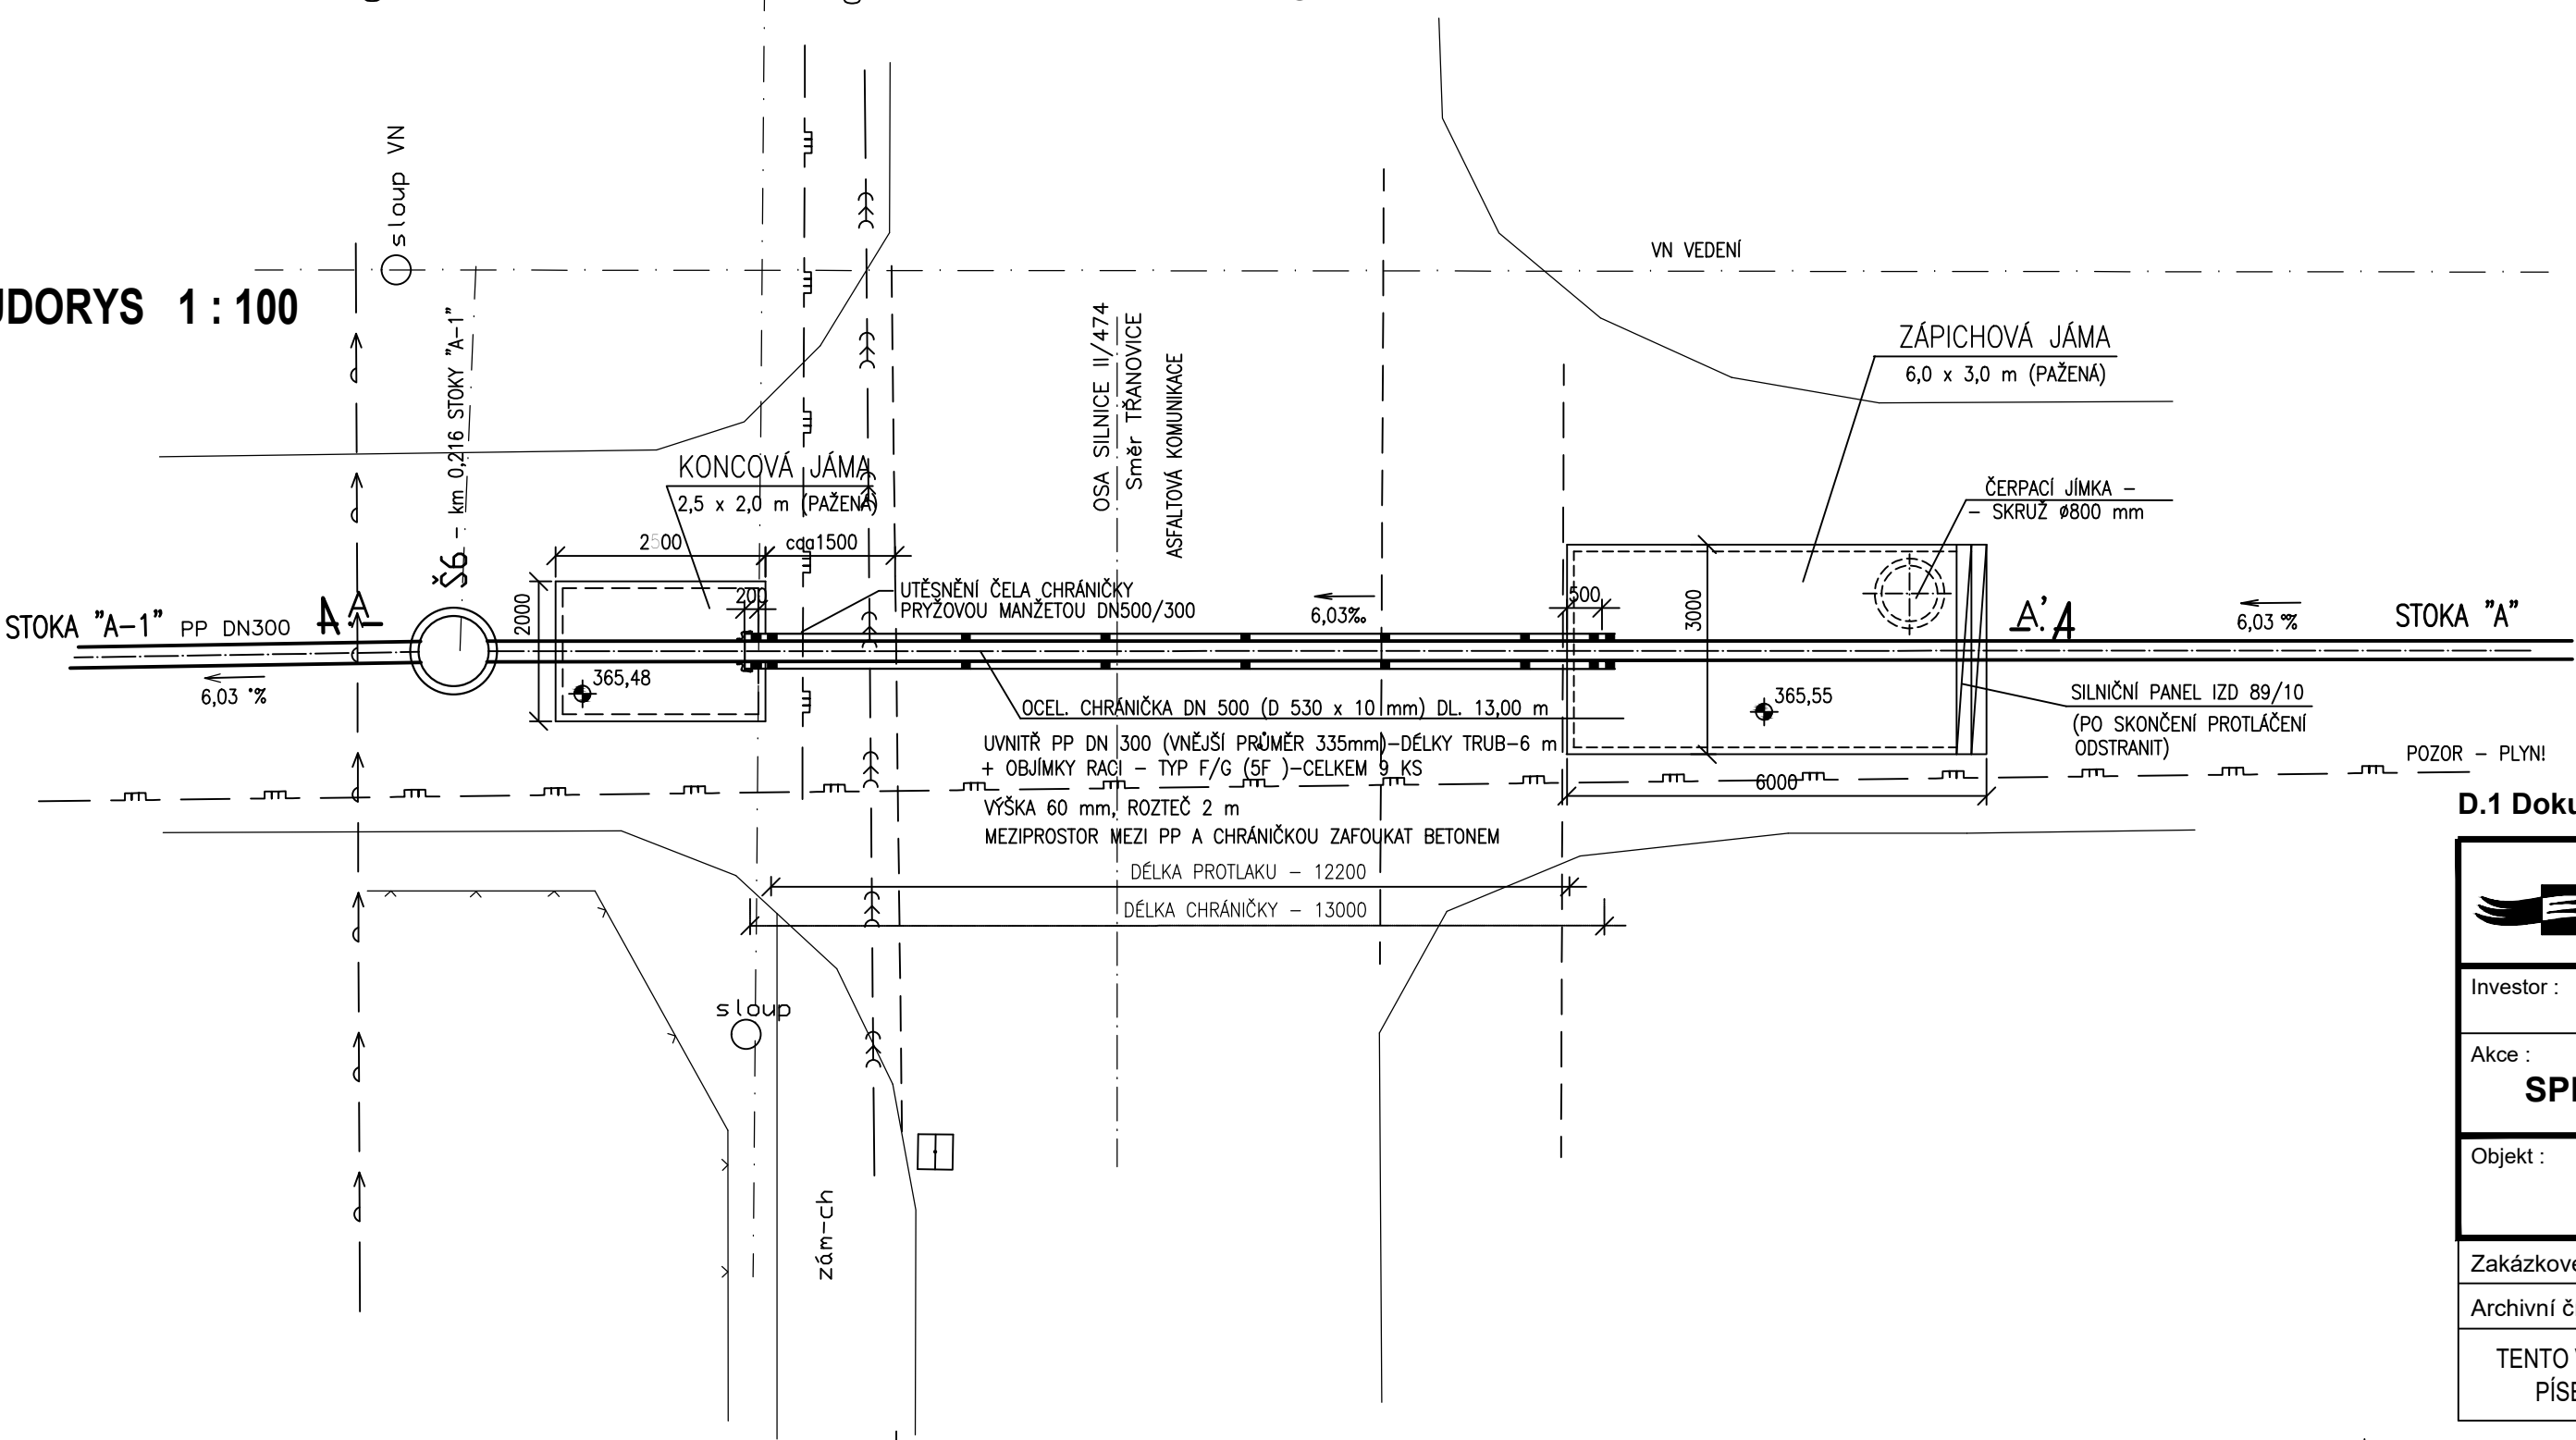 sloup VN
VN VEDENÍ
1 : 100
km 0,216 STOKY "A-1"
OSA SILNICE II/474
Směr TŘANOVICE
ASFALTOVÁ KOMUNIKACE
ZÁPICHOVÁ JÁMA
6,0 x 3,0 m (PAŽENÁ)
KONCOVÁ JÁMA
2,5 x 2,0 m (PAŽENÁ)
ČERPACÍ JÍMKA -
- SKRUŽ ø800 mm
2500
cca1500
Š6
2000
200
UTĚSNĚNÍ ČELA CHRÁNIČKY
PRYŽOVOU MANŽETOU DN500/300
6,03‰
500
3000
STOKA "A-1"
PP DN300
A
A
A'
A
6,03 ‰
STOKA "A"
6,03 ‰
365,48
365,55
OCEL. CHRÁNIČKA DN 500 (D 530 x 10 mm) DL. 13,00 m
UVNITŘ PP DN 300 (VNĚJŠÍ PRŮMĚR 335mm)-DÉLKY TRUB-6 m
+ OBJÍMKY RACI - TYP F/G (5F )-CELKEM 9 KS
VÝŠKA 60 mm, ROZTEČ 2 m
MEZIPROSTOR MEZI PP A CHRÁNIČKOU ZAFOUKAT BETONEM
SILNIČNÍ PANEL IZD 89/10
(PO SKONČENÍ PROTLÁČENÍ
ODSTRANIT)
POZOR - PLYN!
6000
DÉLKA PROTLAKU - 12200
DÉLKA CHRÁNIČKY - 13000
sloup
zám-ch
D.1
Investor :
Akce :
Objekt :
Archivní
TENTO